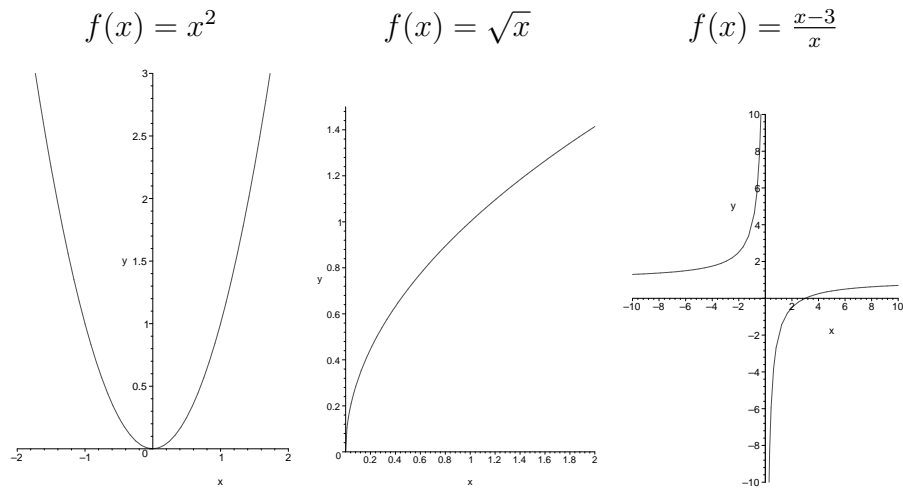 f(x) = x² f(x) = √x f(x) = (x−3)/x
3
2.5
2
y 1.5
1
0.5
0
−2 −1 1 2
x
1.4
1.2
1
0.8
y
0.6
0.4
0.2
0
0.2 0.4 0.6 0.8 1 1.2 1.4 1.6 1.8 2
x
10
8
6
y
4
2
−10 −8 −6 −4 −2 0 2 4 6 8 10
x
−2
−4
−6
−8
−10